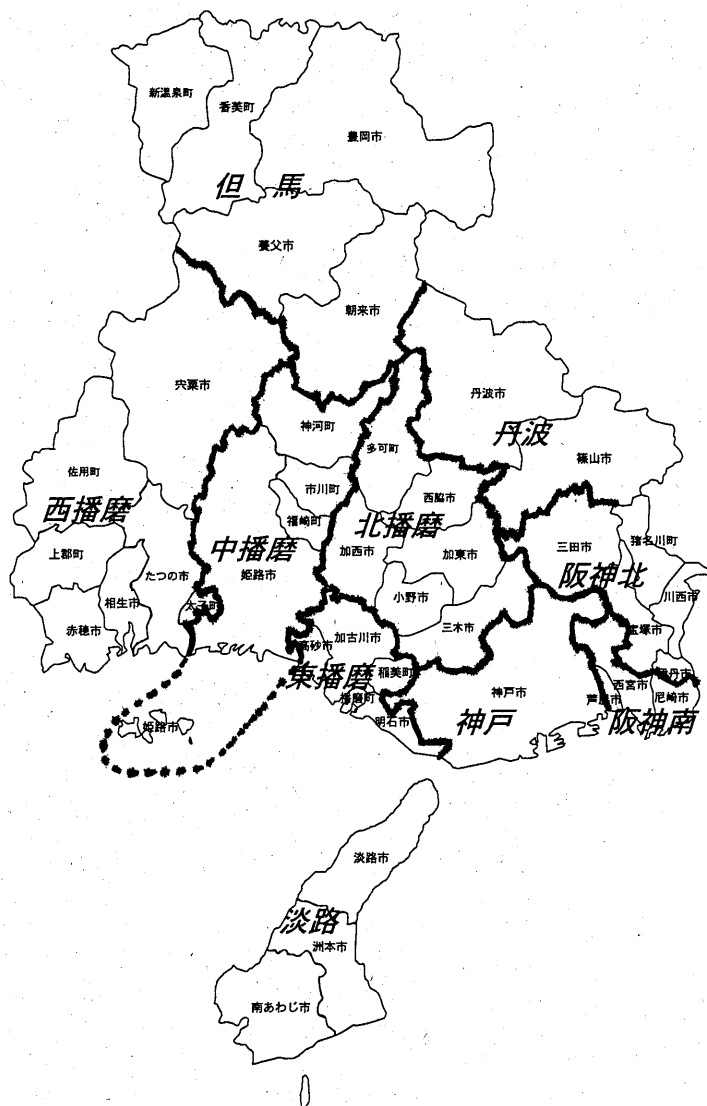 新温泉町
香美町
豊岡市
但馬
養父市
朝来市
宍粟市
丹波市
神河町
丹波
多可町
篠山市
佐用町
市川町
西脇市
西播磨
福崎町
北播磨
中播磨
加西市
加東市
三田市
猪名川町
上郡町
たつの市
姫路市
阪神北
相生市
太子町
小野市
川西市
赤穂市
三木市
宝塚市
高砂市
加古川市
東播磨
稲美町
伊丹市
西宮市
播磨町
神戸市
芦屋市
尼崎市
明石市
神戸
阪神南
姫路市
淡路市
淡路
洲本市
南あわじ市